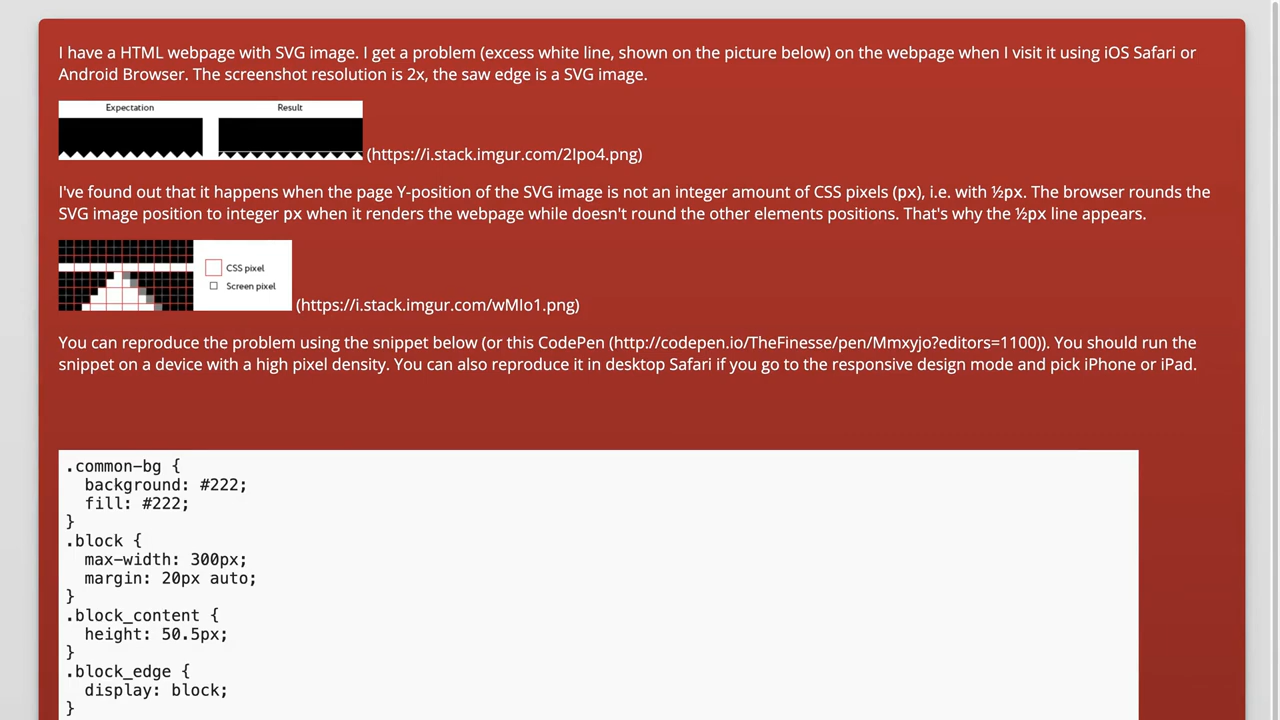 I have a HTML webpage with SVG image. I get a problem (excess white line, shown on the picture below) on the webpage when I visit it using iOS Safari or
Android Browser. The screenshot resolution is 2x, the saw edge is a SVG image.
Expectation Result
(https://i.stack.imgur.com/2Ipo4.png)
I've found out that it happens when the page Y-position of the SVG image is not an integer amount of CSS pixels (px), i.e. with ½px. The browser rounds the
SVG image position to integer px when it renders the webpage while doesn't round the other elements positions. That's why the ½px line appears.
CSS pixel
Screen pixel
(https://i.stack.imgur.com/wMIo1.png)
You can reproduce the problem using the snippet below (or this CodePen (http://codepen.io/TheFinesse/pen/Mmxyjo?editors=1100)). You should run the
snippet on a device with a high pixel density. You can also reproduce it in desktop Safari if you go to the responsive design mode and pick iPhone or iPad.
.common-bg {
  background: #222;
  fill: #222;
}
.block {
  max-width: 300px;
  margin: 20px auto;
}
.block_content {
  height: 50.5px;
}
.block_edge {
  display: block;
}